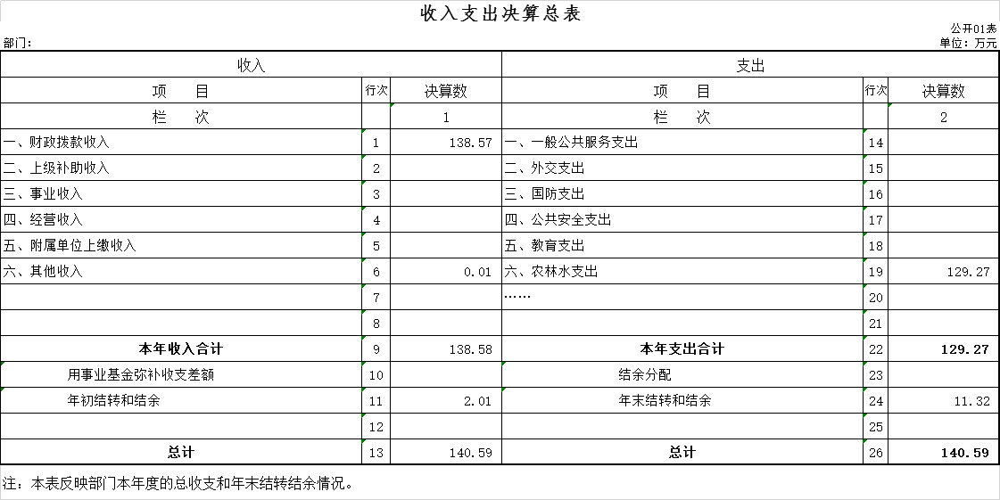 收入支出决算总表
公开01表
部门：
单位：万元
收入 支出
项 目 行次 决算数 项 目 行次 决算数
栏 次 1 栏 次 2
一、财政拨款收入 1 138.57 一、一般公共服务支出 14
二、上级补助收入 2 二、外交支出 15
三、事业收入 3 三、国防支出 16
四、经营收入 4 四、公共安全支出 17
五、附属单位上缴收入 5 五、教育支出 18
六、其他收入 6 0.01 六、农林水支出 19 129.27
7 …… 20
8 21
本年收入合计 9 138.58 本年支出合计 22 129.27
用事业基金弥补收支差额 10 结余分配 23
年初结转和结余 11 2.01 年末结转和结余 24 11.32
12 25
总计 13 140.59 总计 26 140.59
注：本表反映部门本年度的总收支和年末结转结余情况。